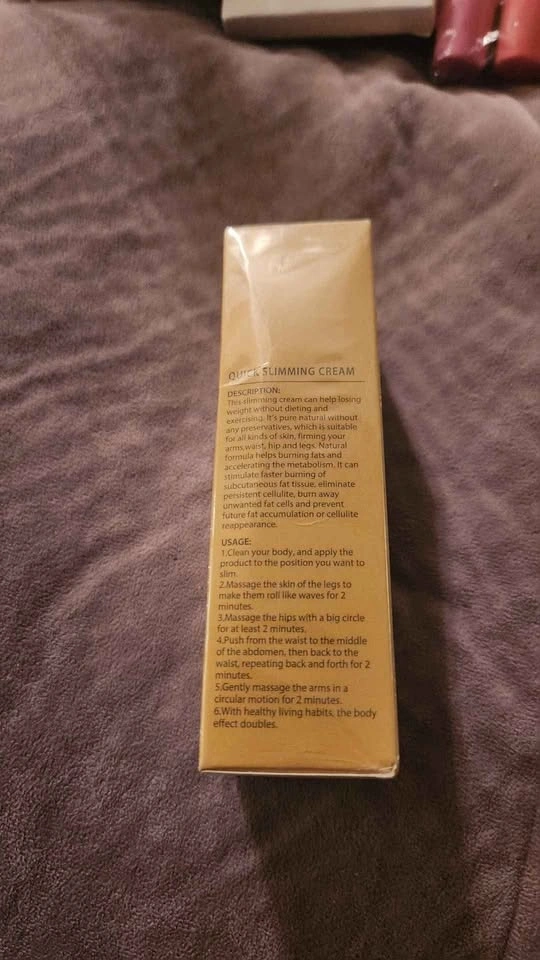 QUICK SLIMMING CREAM
DESCRIPTION:
This slimming cream can help losing
weight without dieting and
exercising. It's pure natural without
any preservatives, which is suitable
for all kinds of skin, firming your
arms,waist, hip and legs. Natural
formula helps burning fats and
accelerating the metabolism. It can
stimulate faster burning of
subcutaneous fat tissue, eliminate
persistent cellulite, burn away
unwanted fat cells and prevent
future fat accumulation or cellulite
reappearance.
USAGE:
1.Clean your body, and apply the
product to the position you want to
slim.
2.Massage the skin of the legs to
make them roll like waves for 2
minutes.
3.Massage the hips with a big circle
for at least 2 minutes.
4.Push from the waist to the middle
of the abdomen, then back to the
waist, repeating back and forth for 2
minutes.
5.Gently massage the arms in a
circular motion for 2 minutes.
6.With healthy living habits, the body
effect doubles.